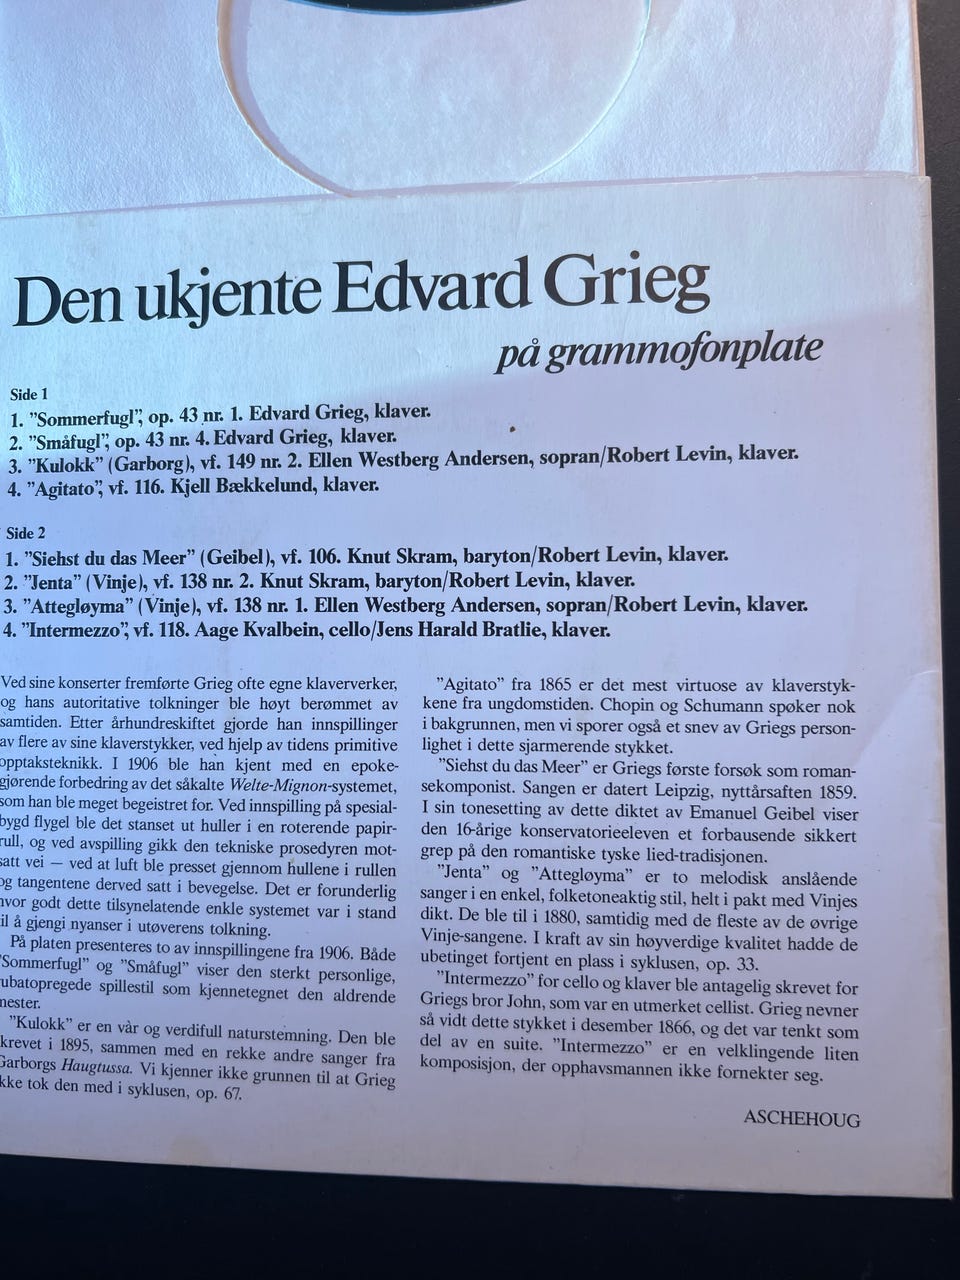 Den ukjente Edvard Grieg
på grammofonplate
Side 1
1. ”Sommerfugl”, op. 43 nr. 1. Edvard Grieg, klaver.
2. ”Småfugl”, op. 43 nr. 4. Edvard Grieg, klaver.
3. ”Kulokk” (Garborg), vf. 149 nr. 2. Ellen Westberg Andersen, sopran/Robert Levin, klaver.
4. ”Agitato”, vf. 116. Kjell Bækkelund, klaver.
Side 2
1. ”Siehst du das Meer” (Geibel), vf. 106. Knut Skram, baryton/Robert Levin, klaver.
2. ”Jenta” (Vinje), vf. 138 nr. 2. Knut Skram, baryton/Robert Levin, klaver.
3. ”Attegløyma” (Vinje), vf. 138 nr. 1. Ellen Westberg Andersen, sopran/Robert Levin, klaver.
4. ”Intermezzo”, vf. 118. Aage Kvalbein, cello/Jens Harald Bratlie, klaver.
Ved sine konserter fremførte Grieg ofte egne klaververker,
og hans autoritative tolkninger ble høyt berømmet av
samtiden. Etter århundreskiftet gjorde han innspillinger
av flere av sine klaverstykker, ved hjelp av tidens primitive
opptaksteknikk. I 1906 ble han kjent med en epoke-
gjørende forbedring av det såkalte Welte-Mignon-systemet,
som han ble meget begeistret for. Ved innspilling på spesial-
bygd flygel ble det stanset ut huller i en roterende papir-
rull, og ved avspilling gikk den tekniske prosedyren mot-
satt vei — ved at luft ble presset gjennom hullene i rullen
og tangentene derved satt i bevegelse. Det er forunderlig
hvor godt dette tilsynelatende enkle systemet var i stand
til å gjengi nyanser i utøverens tolkning.
På platen presenteres to av innspillingene fra 1906. Både
”Sommerfugl” og ”Småfugl” viser den sterkt personlige,
rubatopregede spillestil som kjennetegnet den aldrende
mester.
”Kulokk” er en vår og verdifull naturstemning. Den ble
skrevet i 1895, sammen med en rekke andre sanger fra
Garborgs Haugtussa. Vi kjenner ikke grunnen til at Grieg
ikke tok den med i syklusen, op. 67.
”Agitato” fra 1865 er det mest virtuose av klaverstyk-
kene fra ungdomstiden. Chopin og Schumann spøker nok
i bakgrunnen, men vi sporer også et snev av Griegs person-
lighet i dette sjarmerende stykket.
”Siehst du das Meer” er Griegs første forsøk som roman-
sekomponist. Sangen er datert Leipzig, nyttårsaften 1859.
I sin tonesetting av dette diktet av Emanuel Geibel viser
den 16-årige konservatorieeleven et forbausende sikkert
grep på den romantiske tyske lied-tradisjonen.
”Jenta” og ”Attegløyma” er to melodisk anslående
sanger i en enkel, folketoneaktig stil, helt i pakt med Vinjes
dikt. De ble til i 1880, samtidig med de fleste av de øvrige
Vinje-sangene. I kraft av sin høyverdige kvalitet hadde de
ubetinget fortjent en plass i syklusen, op. 33.
”Intermezzo” for cello og klaver ble antagelig skrevet for
Griegs bror John, som var en utmerket cellist. Grieg nevner
så vidt dette stykket i desember 1866, og det var tenkt som
del av en suite. ”Intermezzo” er en velklingende liten
komposisjon, der opphavsmannen ikke fornekter seg.
ASCHEHOUG